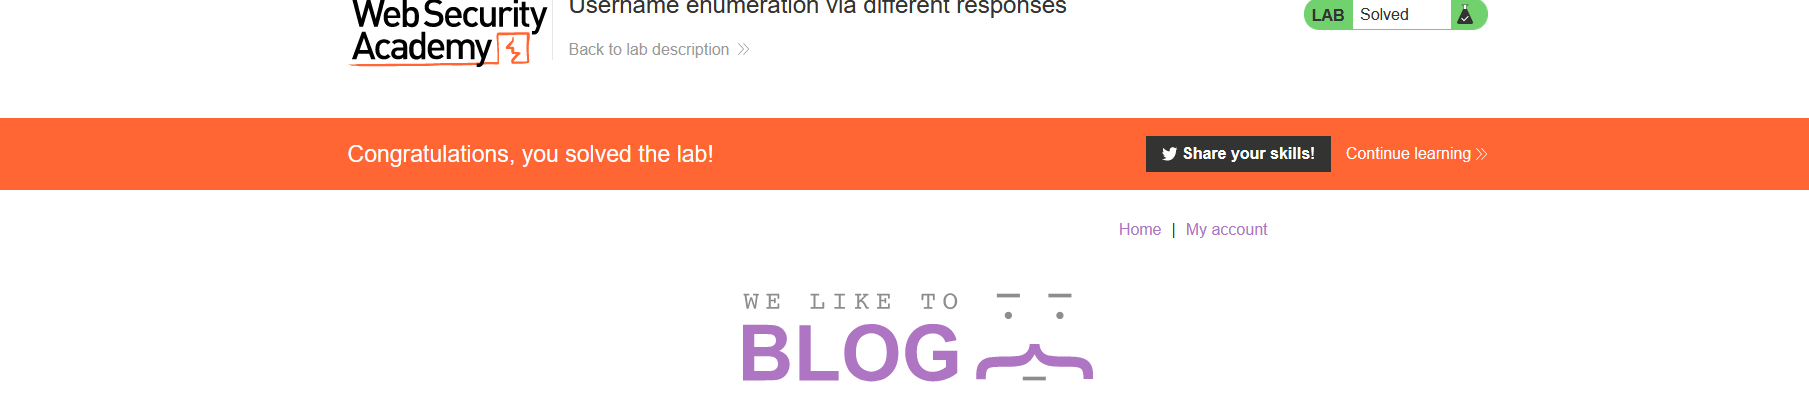 Web Security
Academy
Username enumeration via different responses
Back to lab description
LAB Solved
Congratulations, you solved the lab!
Share your skills!
Continue learning
Home | My account
WE LIKE TO
BLOG